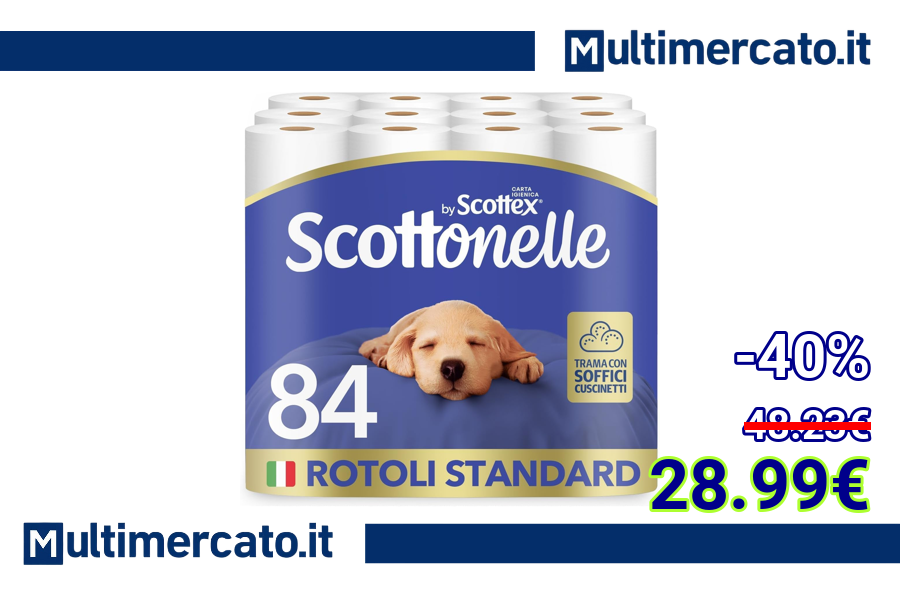 Multimercato.it
CARTA
IGIENICA
by Scottex®
Scottonelle
TRAMA CON
SOFFICI
CUSCINETTI
84
ROTOLI STANDARD
-40%
48.23€
28.99€
Multimercato.it